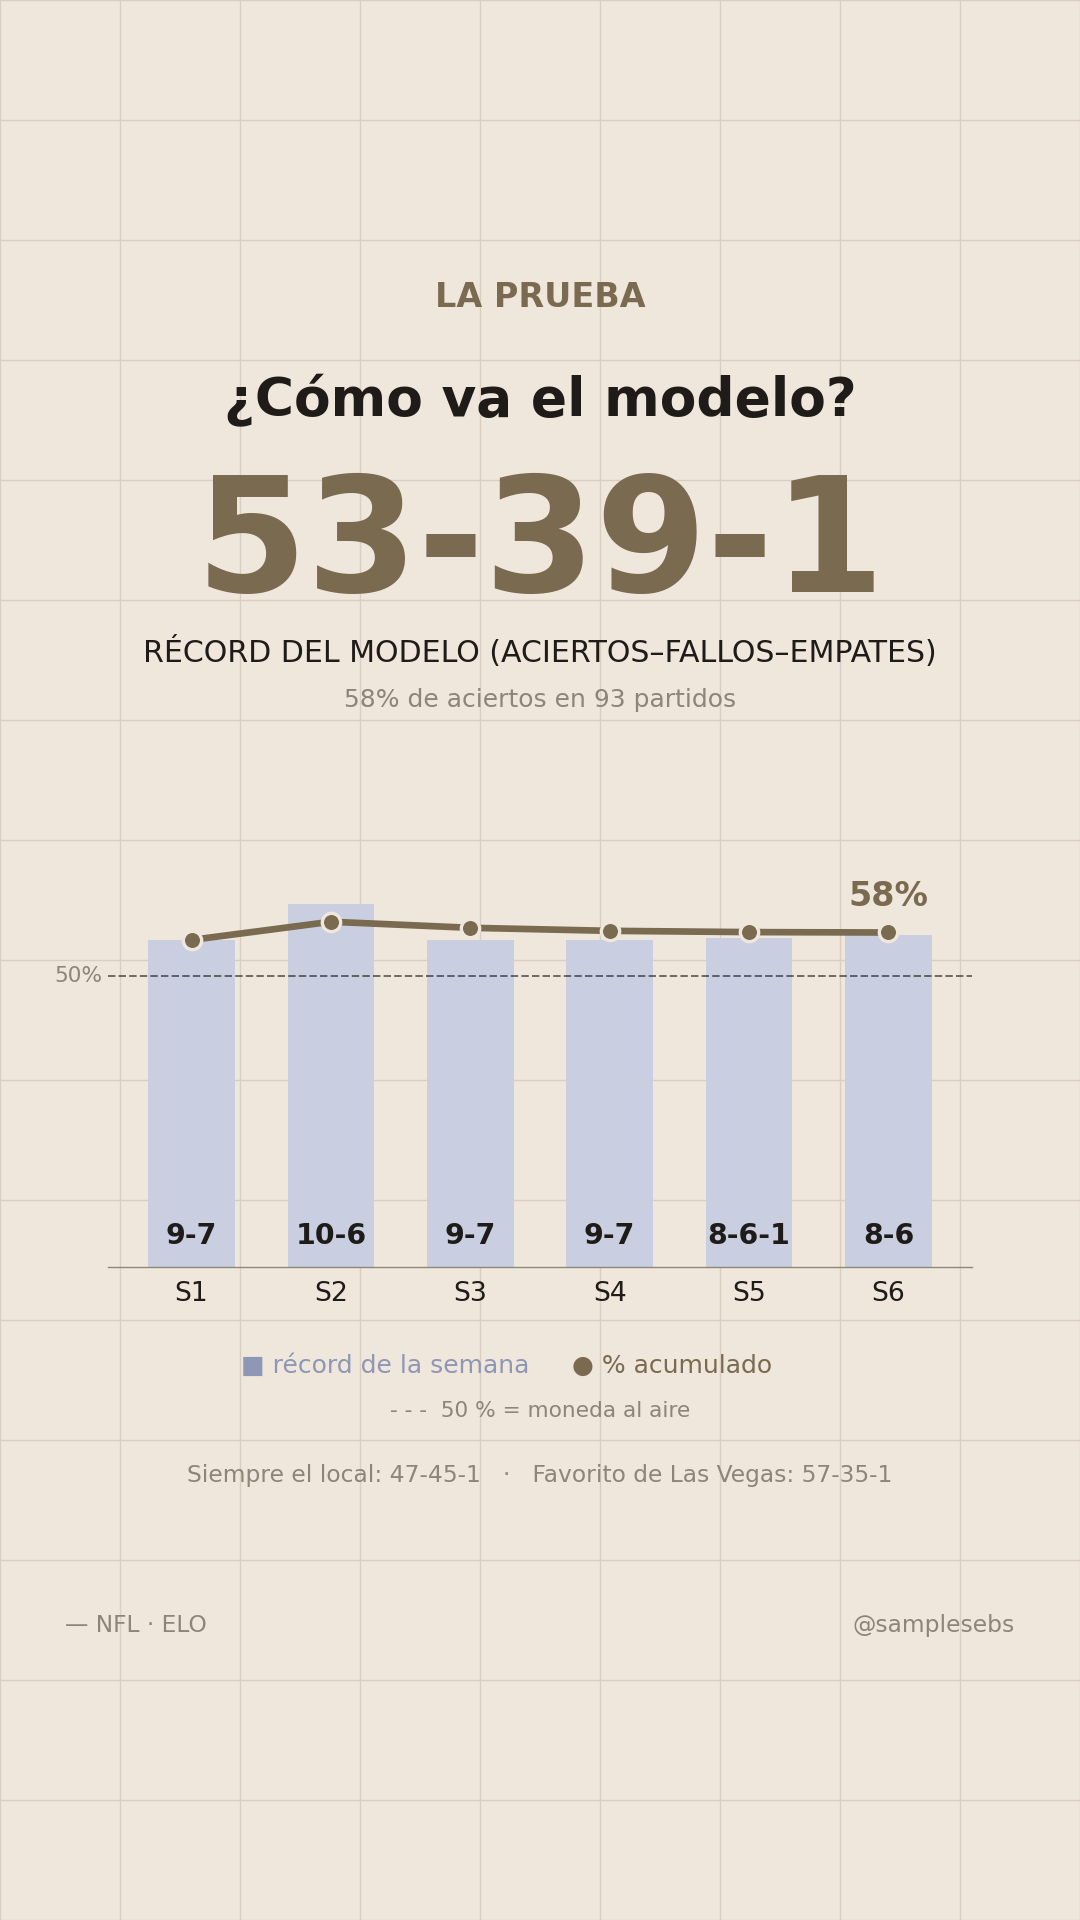 LA PRUEBA
¿Cómo va el modelo?
53-39-1
RÉCORD DEL MODELO (ACIERTOS–FALLOS–EMPATES)
58% de aciertos en 93 partidos
58%
50%
9-7 10-6 9-7 9-7 8-6-1 8-6
S1 S2 S3 S4 S5 S6
■ récord de la semana ● % acumulado
- - - 50 % = moneda al aire
Siempre el local: 47-45-1 · Favorito de Las Vegas: 57-35-1
— NFL · ELO @samplesebs